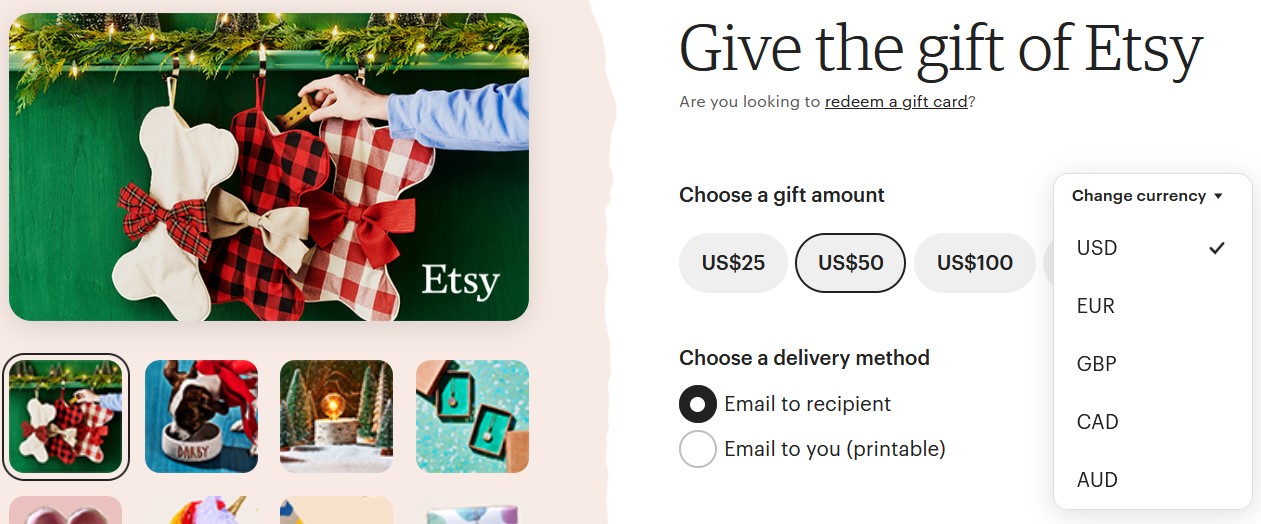 Etsy
DARBY
Give the gift of Etsy
Are you looking to redeem a gift card?
Choose a gift amount
US$25
US$50
US$100
Change currency
USD
EUR
GBP
CAD
AUD
Choose a delivery method
Email to recipient
Email to you (printable)